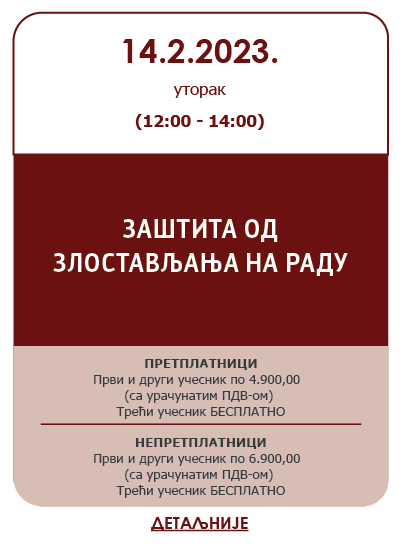 14.2.2023.
уторак
(12:00 - 14:00)
ЗАШТИТА ОД
ЗЛОСТАВЉАЊА НА РАДУ
ПРЕТПЛАТНИЦИ
Први и други учесник по 4.900,00
(са урачунатим ПДВ-ом)
Трећи учесник БЕСПЛАТНО
НЕПРЕТПЛАТНИЦИ
Први и други учесник по 6.900,00
(са урачунатим ПДВ-ом)
Трећи учесник БЕСПЛАТНО
ДЕТАЉНИЈЕ